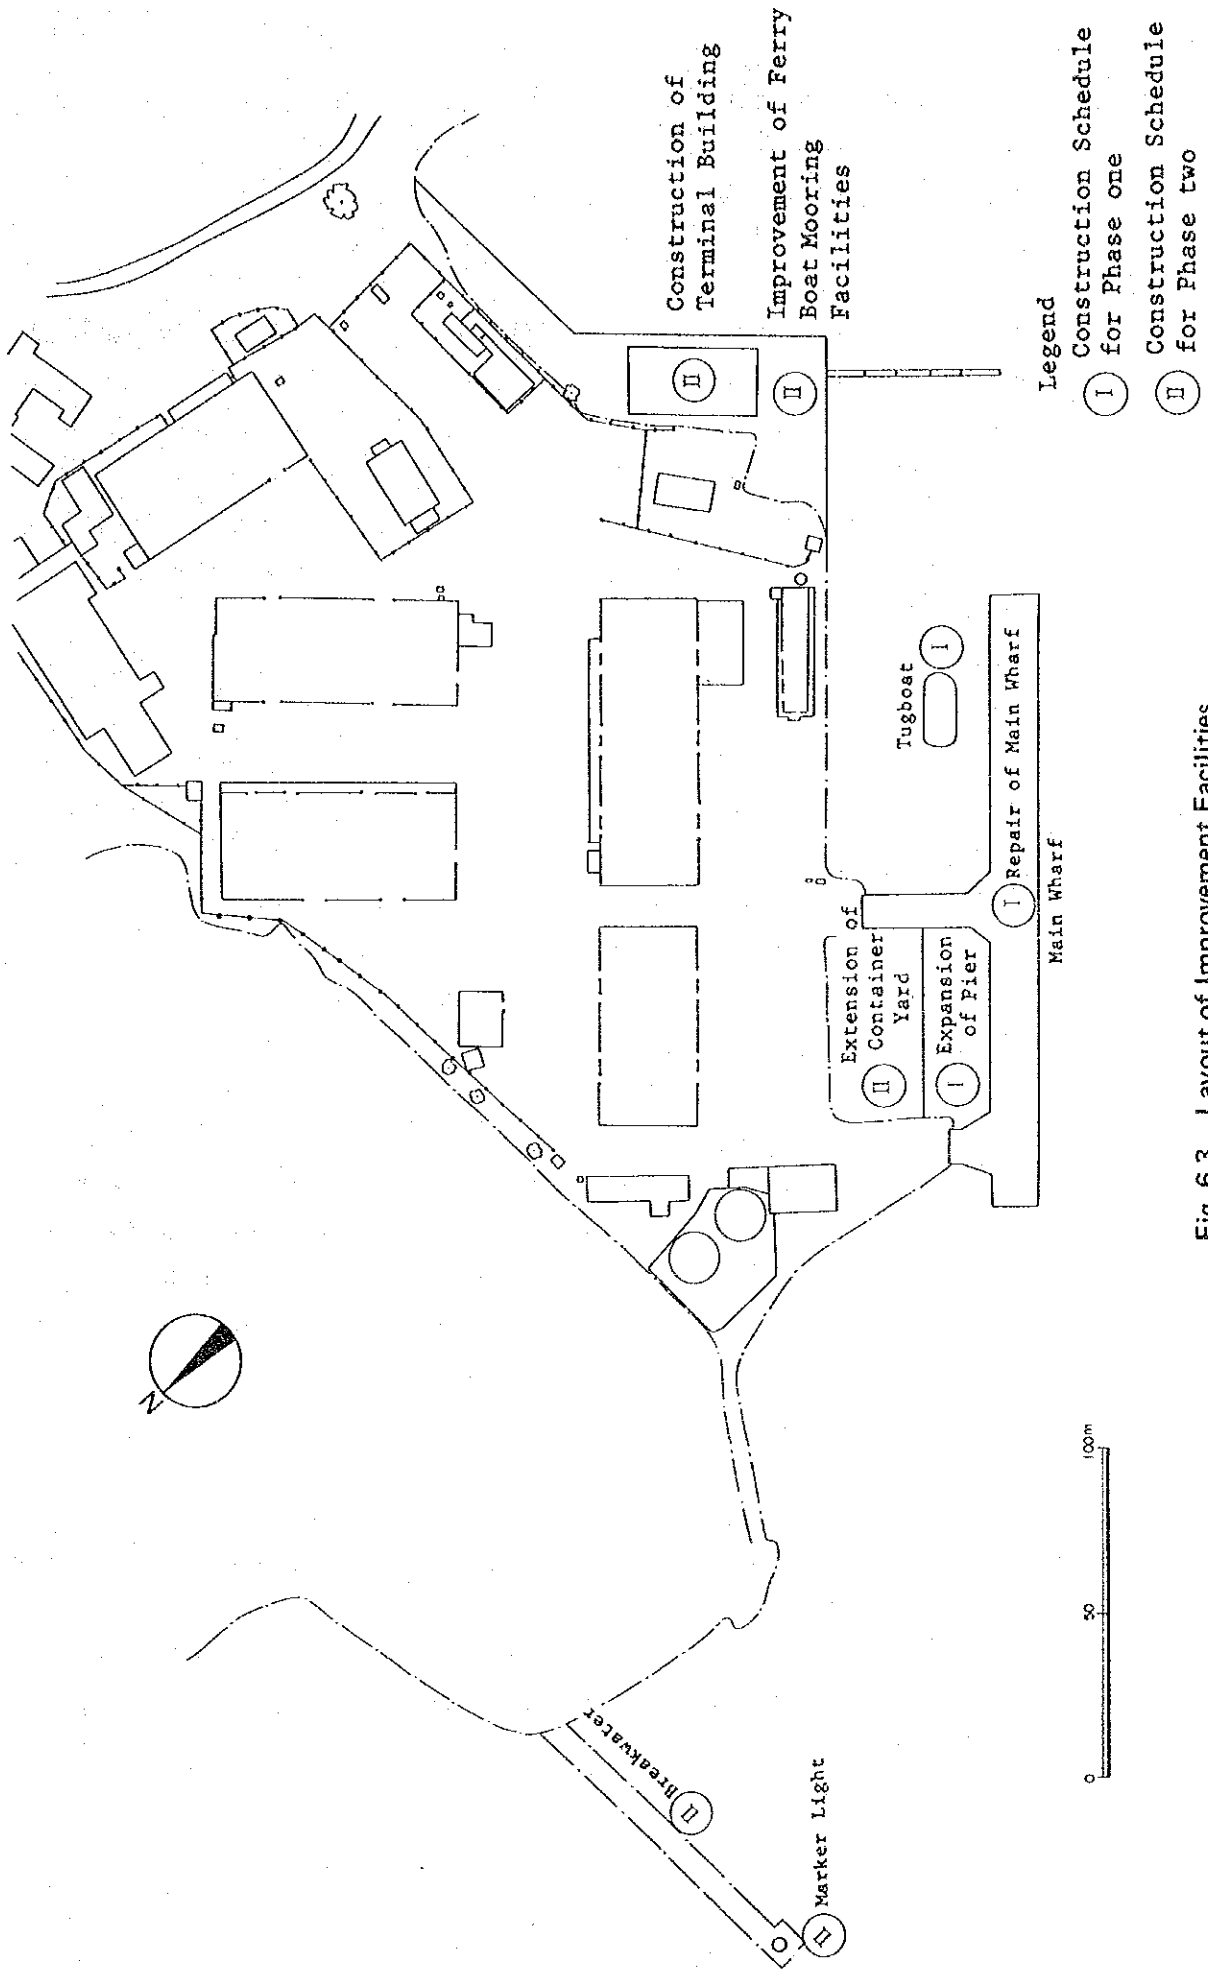 N
Construction of
Terminal Building
Improvement of Ferry
Boat Mooring
Facilities
II
II
Tugboat
I
I Repair of Main Wharf
Main Wharf
Extension of
Container
Yard
II
Expansion
of Pier
I
Breakwater
II
Marker Light
II
0 50 100m
Legend
I Construction Schedule
for Phase one
II Construction Schedule
for Phase two
Fig. 6.3 Layout of Improvement Facilities